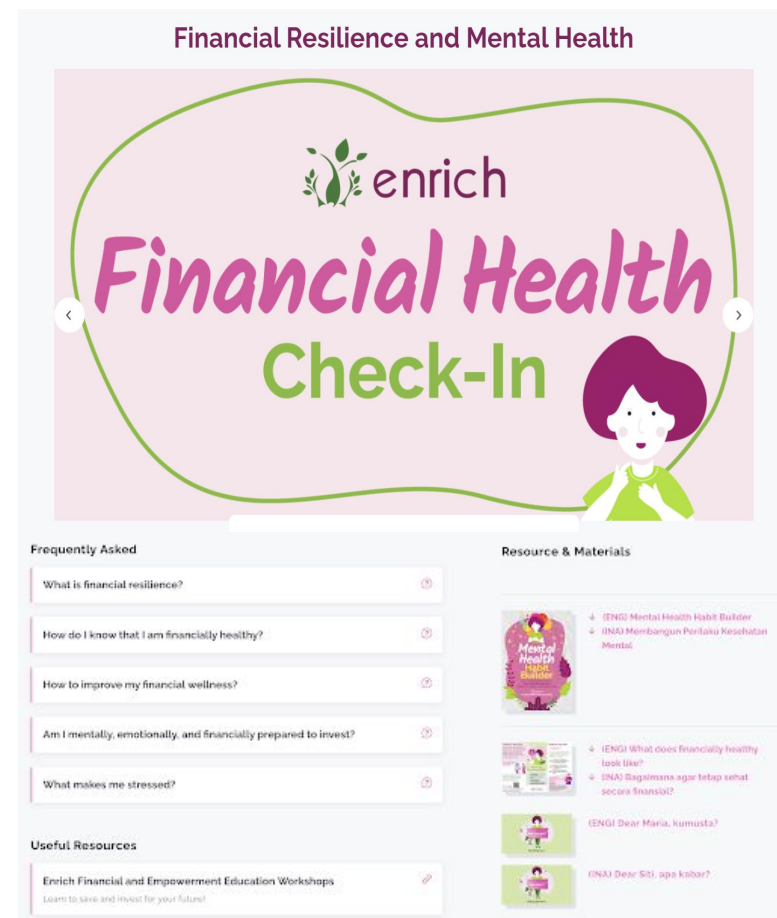 Financial Resilience and Mental Health
enrich
Financial Health
Check-In
Frequently Asked
What is financial resilience?
How do I know that I am financially healthy?
How to improve my financial wellness?
Am I mentally, emotionally, and financially prepared to invest?
What makes me stressed?
Useful Resources
Enrich Financial and Empowerment Education Workshops
Learn to save and invest for your future!
Resource & Materials
Mental
Health
Habit
Builder
(ENG) Mental Health Habit Builder
(INA) Membangun Perilaku Kesehatan
Mental
(ENG) What does financially healthy
look like?
(INA) Bagaimana agar tetap sehat
secara finansial?
(ENG) Dear Maria, kumusta?
(INA) Dear Siti, apa kabar?